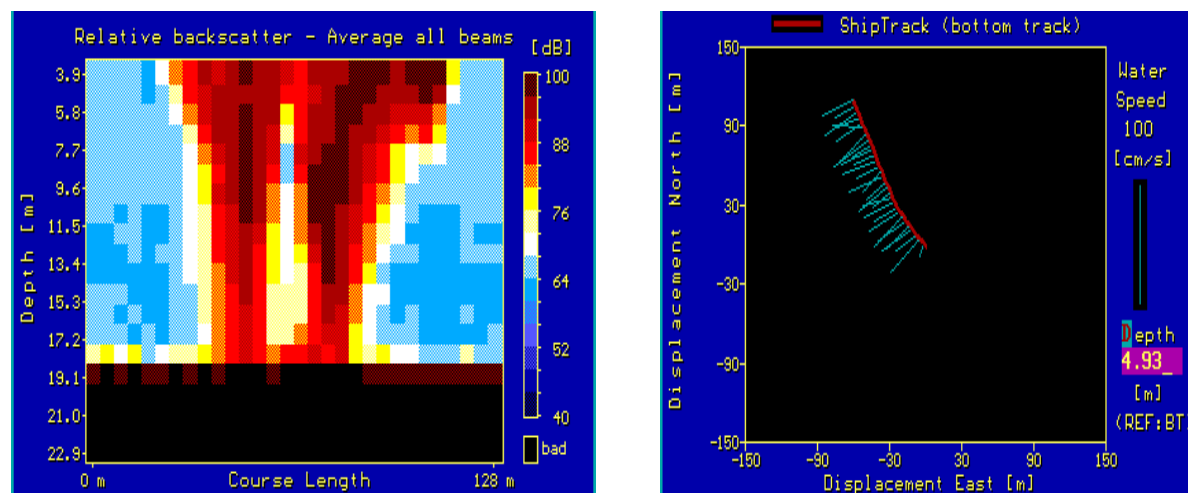 Relative backscatter - Average all beams
[dB]
3.9
5.8
7.7
9.6
11.5
13.4
15.3
17.2
19.1
21.0
22.9
Depth [m]
100
88
76
64
52
40
bad
0 m
Course Length
128 m
ShipTrack (bottom track)
150
90
30
-30
-90
-150
Displacement North [m]
-150
-90
-30
30
90
150
Displacement East [m]
Water
Speed
100
[cm/s]
Depth
4.93_
[m]
(REF:BT)